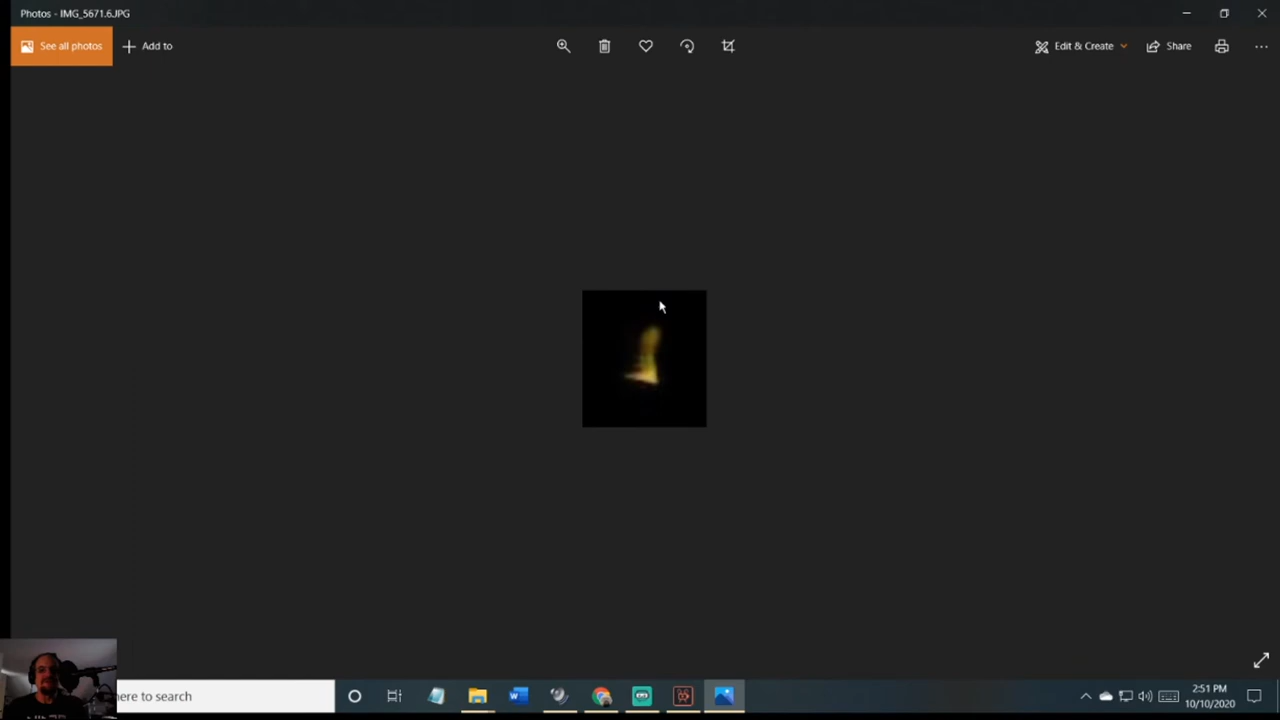 Photos - IMG_5671.6.JPG
See all photos
Add to
Edit & Create
Share
here to search
2:51 PM
10/10/2020